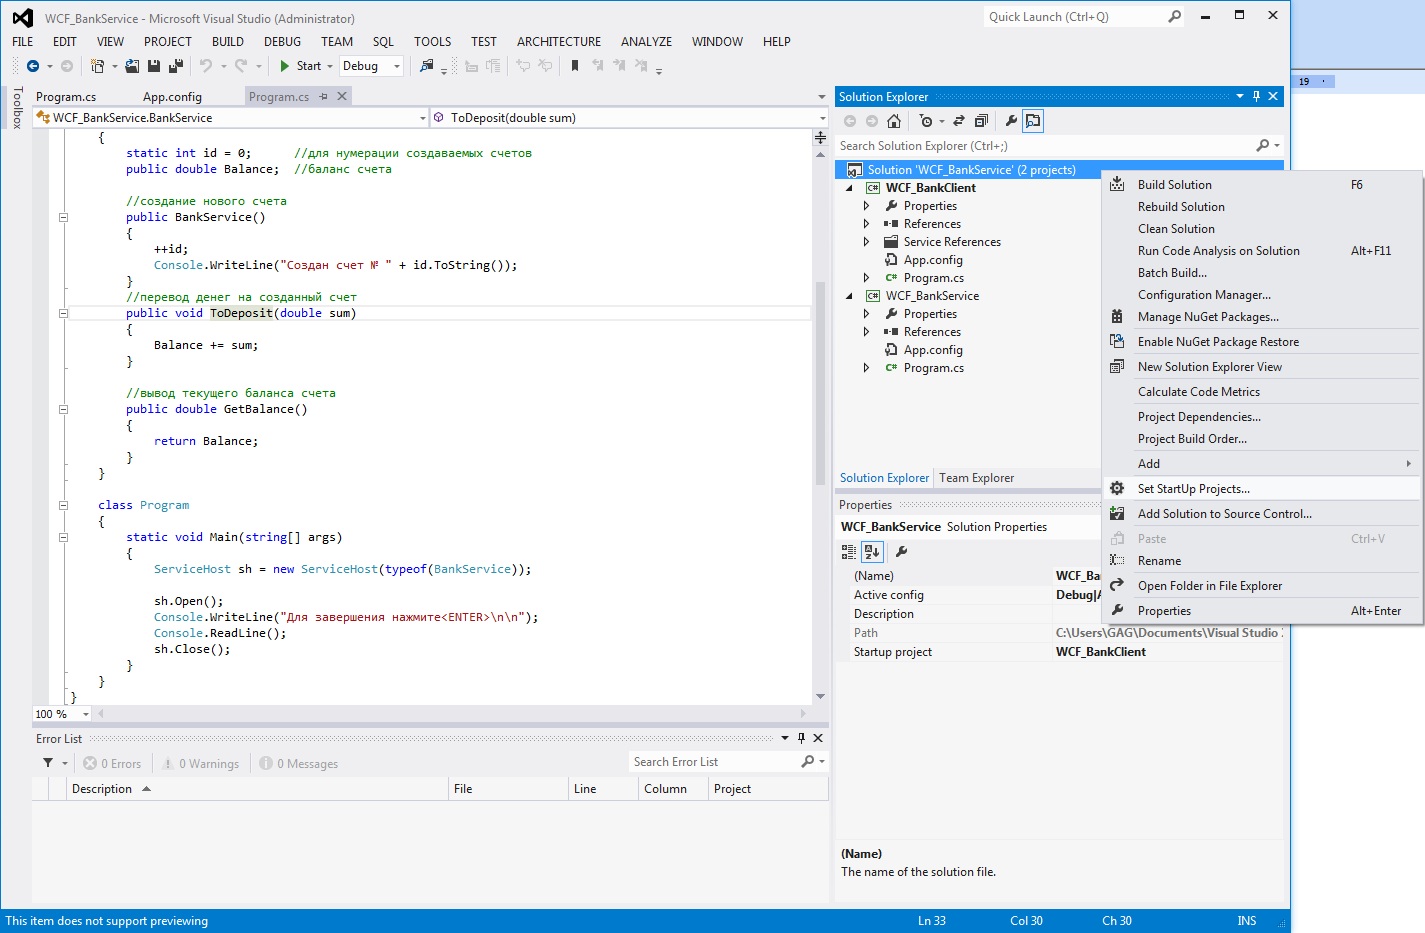 WCF_BankService - Microsoft Visual Studio (Administrator)
Quick Launch (Ctrl+Q)
FILE EDIT VIEW PROJECT BUILD DEBUG TEAM SQL TOOLS TEST ARCHITECTURE ANALYZE WINDOW HELP
Start Debug
19
Toolbox
Program.cs App.config Program.cs
WCF_BankService.BankService ToDeposit(double sum)
{
static int id = 0; //для нумерации создаваемых счетов
public double Balance; //баланс счета
//создание нового счета
public BankService()
{
++id;
Console.WriteLine("Создан счет № " + id.ToString());
}
//перевод денег на созданный счет
public void ToDeposit(double sum)
{
Balance += sum;
}
//вывод текущего баланса счета
public double GetBalance()
{
return Balance;
}
}
class Program
{
static void Main(string[] args)
{
ServiceHost sh = new ServiceHost(typeof(BankService));
sh.Open();
Console.WriteLine("Для завершения нажмите<ENTER>\n\n");
Console.ReadLine();
sh.Close();
}
}
}
100 %
Error List
0 Errors 0 Warnings 0 Messages
Search Error List
Description File Line Column Project
Solution Explorer
Search Solution Explorer (Ctrl+;)
Solution 'WCF_BankService' (2 projects)
C# WCF_BankClient
Properties
References
Service References
App.config
C# Program.cs
C# WCF_BankService
Properties
References
App.config
C# Program.cs
Solution Explorer Team Explorer
Properties
WCF_BankService Solution Properties
(Name) WCF_Ba
Active config Debug|
Description
Path C:\Users\GAG\Documents\Visual Studio
Startup project WCF_BankClient
(Name)
The name of the solution file.
Build Solution F6
Rebuild Solution
Clean Solution
Run Code Analysis on Solution Alt+F11
Batch Build...
Configuration Manager...
Manage NuGet Packages...
Enable NuGet Package Restore
New Solution Explorer View
Calculate Code Metrics
Project Dependencies...
Project Build Order...
Add
Set StartUp Projects...
Add Solution to Source Control...
Paste Ctrl+V
Rename
Open Folder in File Explorer
Properties Alt+Enter
This item does not support previewing Ln 33 Col 30 Ch 30 INS